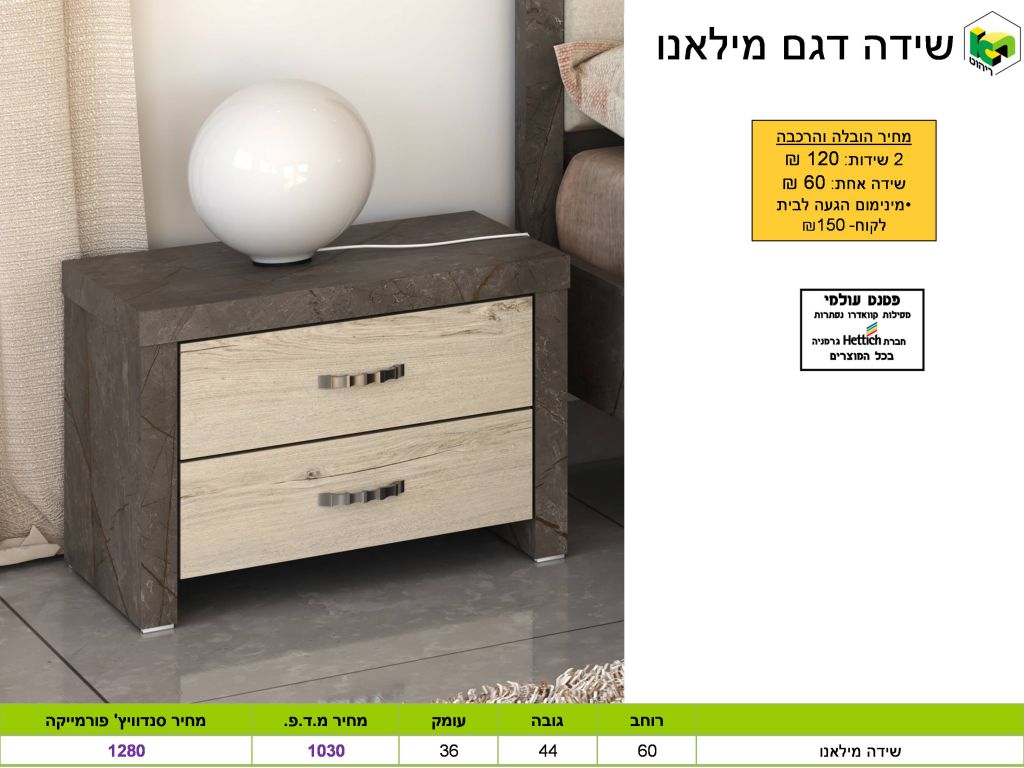 שידה דגם מילאנו
ריהוט
מחיר הובלה והרכבה
2 שידות: 120 ₪
שידה אחת: 60 ₪
•מינימום הגעה לבית
לקוח- 150₪
פטנט עולמי
מסילות קוואדרו נסתרות
חברת Hettich גרמניה
בכל המוצרים
רוחב גובה עומק מחיר מ.ד.פ. מחיר סנדוויץ' פורמייקה
שידה מילאנו 60 44 36 1030 1280